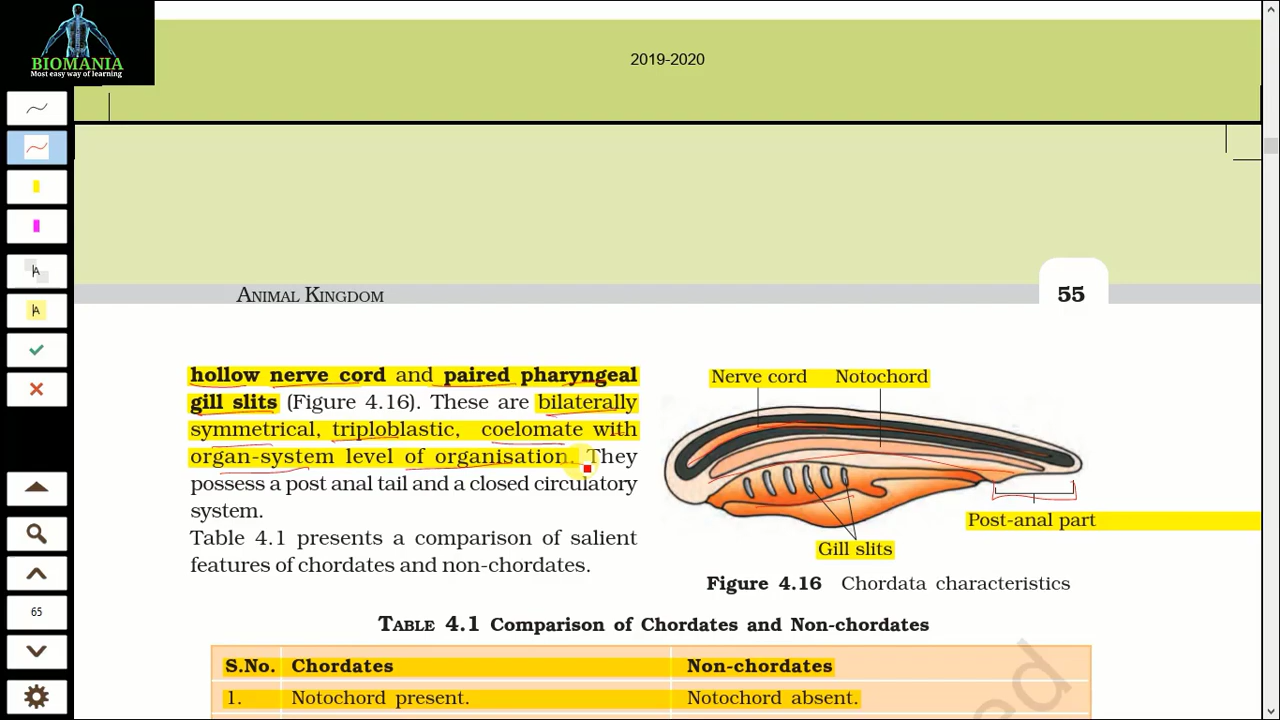 BIOMANIA
Most easy way of learning
2019-2020
ANIMAL KINGDOM
55
hollow nerve cord and paired pharyngeal
gill slits (Figure 4.16). These are bilaterally
symmetrical, triploblastic, coelomate with
organ-system level of organisation. They
possess a post anal tail and a closed circulatory
system.
Table 4.1 presents a comparison of salient
features of chordates and non-chordates.
Nerve cord Notochord
Post-anal part
Gill slits
Figure 4.16 Chordata characteristics
TABLE 4.1 Comparison of Chordates and Non-chordates
S.No. Chordates Non-chordates
1. Notochord present. Notochord absent.
A
A
65